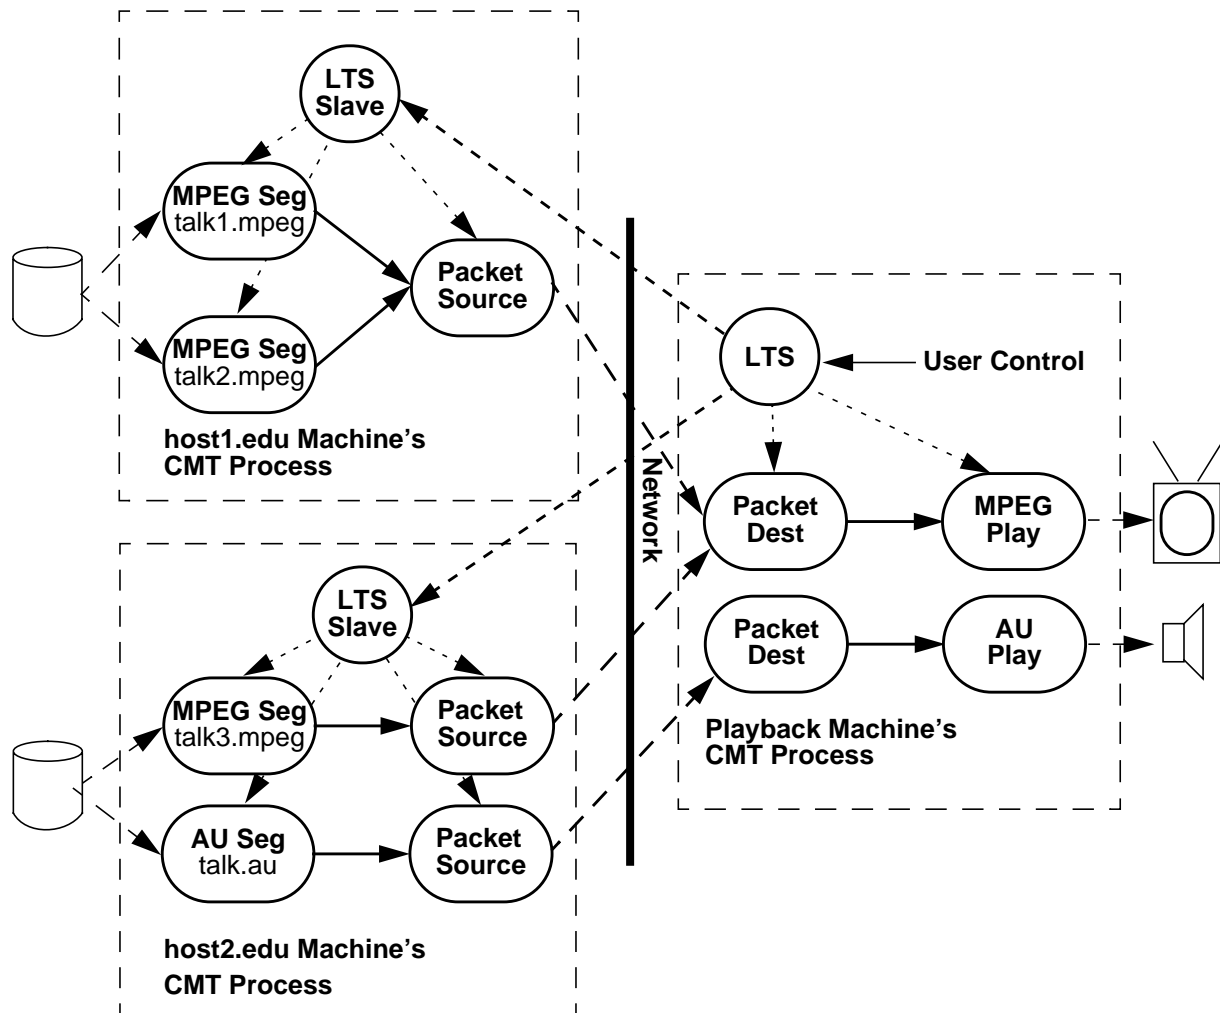 LTS
Slave
MPEG Seg
talk1.mpeg
Packet
Source
MPEG Seg
talk2.mpeg
host1.edu Machine's
CMT Process
LTS
User Control
Network
Packet
Dest
MPEG
Play
Packet
Dest
AU
Play
Playback Machine's
CMT Process
LTS
Slave
MPEG Seg
talk3.mpeg
Packet
Source
AU Seg
talk.au
Packet
Source
host2.edu Machine's
CMT Process